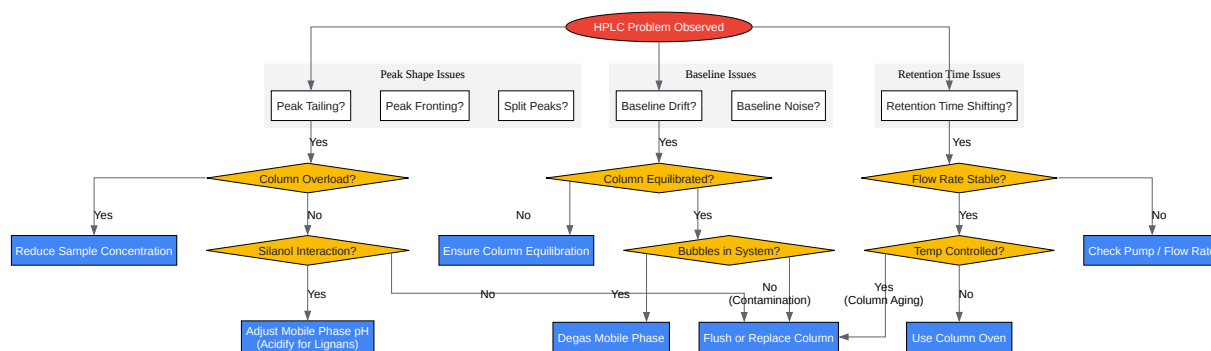 HPLC Problem Observed
Peak Shape Issues
Baseline Issues
Retention Time Issues
Peak Tailing?
Peak Fronting?
Split Peaks?
Baseline Drift?
Baseline Noise?
Retention Time Shifting?
Yes
Yes
Yes
Column Overload?
Column Equilibrated?
Flow Rate Stable?
Yes
No
No
Yes
Yes
No
Reduce Sample Concentration
Silanol Interaction?
Ensure Column Equilibration
Bubbles in System?
Temp Controlled?
Check Pump / Flow Rate
Yes
No
Yes
No
(Contamination)
Yes
(Column Aging)
No
Adjust Mobile Phase pH
(Acidify for Lignans)
Degas Mobile Phase
Flush or Replace Column
Use Column Oven